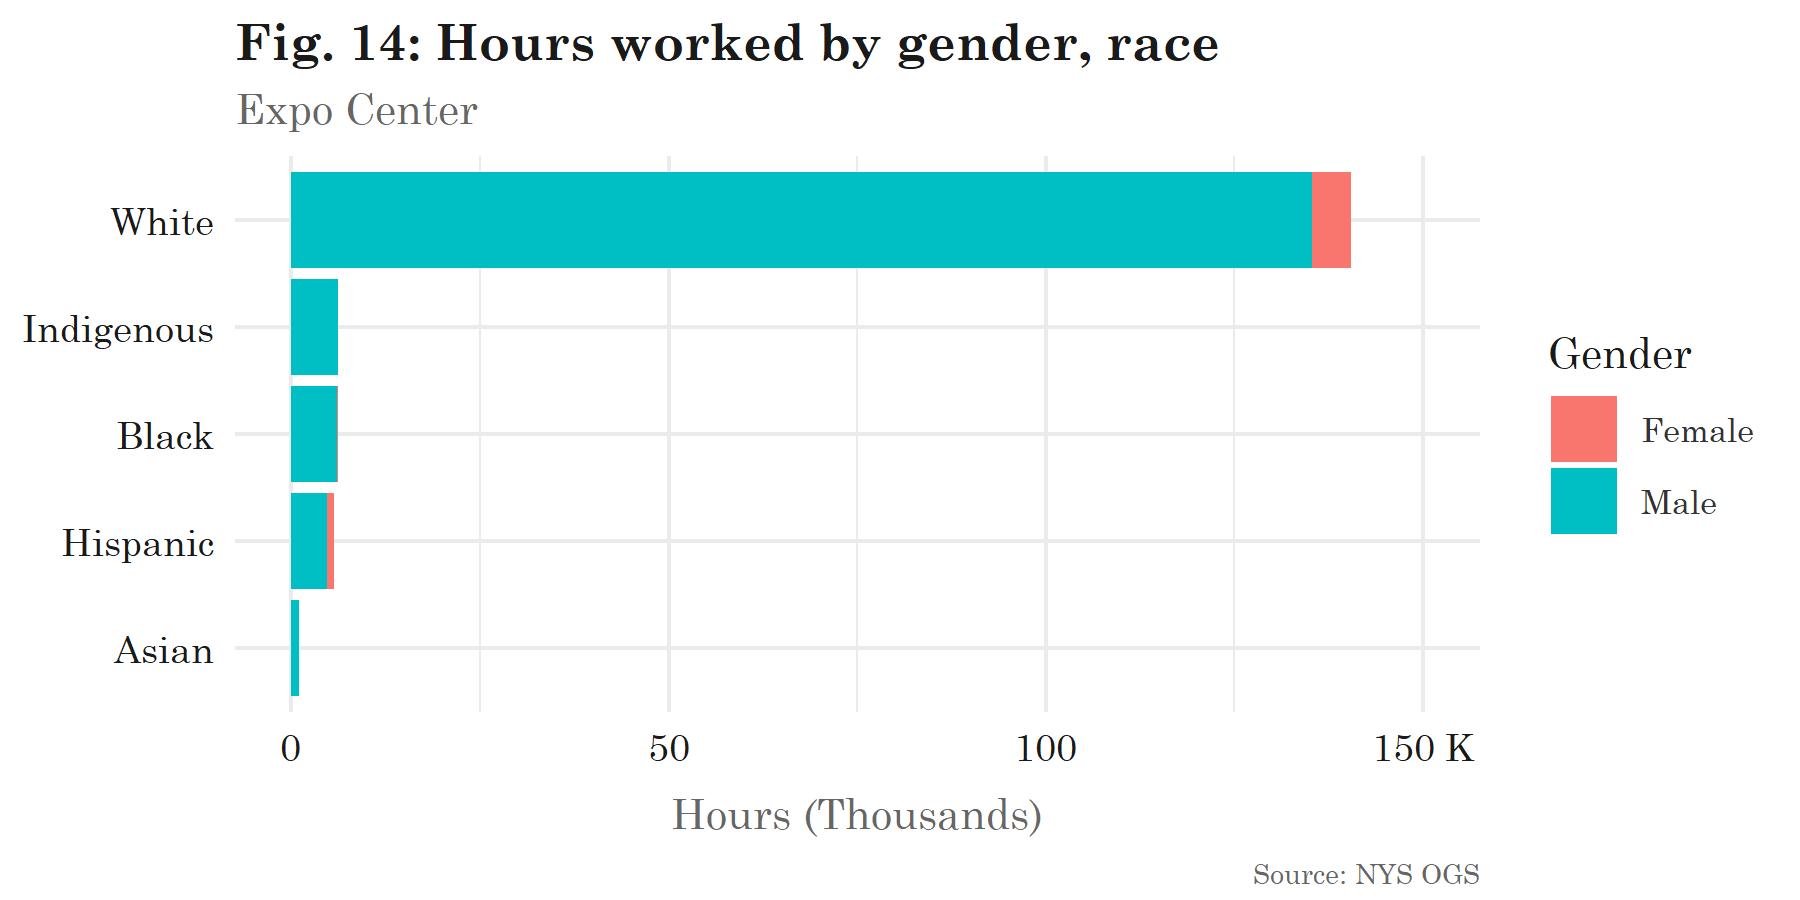 Fig. 14: Hours worked by gender, race
Expo Center
White
Indigenous
Black
Hispanic
Asian
0 50 100 150 K
Hours (Thousands)
Gender
Female
Male
Source: NYS OGS